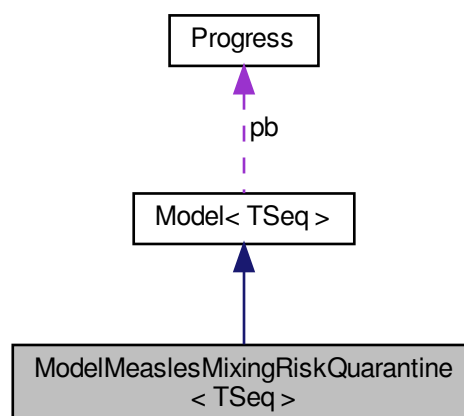 Progress
pb
Model< TSeq >
ModelMeaslesMixingRiskQuarantine
< TSeq >